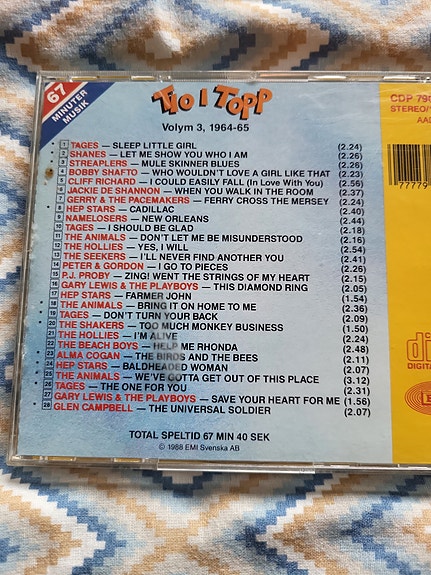 67
MINUTER
MUSIK
TIO I TOPP
Volym 3, 1964-65
CDP 790
STEREO/
AAD
77779
1 TAGES — SLEEP LITTLE GIRL (2.24)
2 SHANES — LET ME SHOW YOU WHO I AM (2.26)
3 STREAPLERS — MULE SKINNER BLUES (2.26)
4 BOBBY SHAFTO — WHO WOULDN'T LOVE A GIRL LIKE THAT (2.23)
5 CLIFF RICHARD — I COULD EASILY FALL (In Love With You) (2.56)
6 JACKIE DE SHANNON — WHEN YOU WALK IN THE ROOM (2.37)
7 GERRY & THE PACEMAKERS — FERRY CROSS THE MERSEY (2.24)
8 HEP STARS — CADILLAC (2.40)
9 NAMELOSERS — NEW ORLEANS (2.44)
10 TAGES — I SHOULD BE GLAD (2.18)
11 THE ANIMALS — DON'T LET ME BE MISUNDERSTOOD (2.16)
12 THE HOLLIES — YES, I WILL (2.54)
13 THE SEEKERS — I'LL NEVER FIND ANOTHER YOU (2.41)
14 PETER & GORDON — I GO TO PIECES (2.26)
15 P.J. PROBY — ZING! WENT THE STRINGS OF MY HEART (2.15)
16 GARY LEWIS & THE PLAYBOYS — THIS DIAMOND RING (2.05)
17 HEP STARS — FARMER JOHN (1.54)
18 THE ANIMALS — BRING IT ON HOME TO ME (2.36)
19 TAGES — DON'T TURN YOUR BACK (2.09)
20 THE SHAKERS — TOO MUCH MONKEY BUSINESS (1.50)
21 THE HOLLIES — I'M ALIVE (2.24)
22 THE BEACH BOYS — HELP ME RHONDA (2.48)
23 ALMA COGAN — THE BIRDS AND THE BEES (2.11)
24 HEP STARS — BALDHEADED WOMAN (2.07)
25 THE ANIMALS — WE'VE GOTTA GET OUT OF THIS PLACE (3.12)
26 TAGES — THE ONE FOR YOU (2.31)
27 GARY LEWIS & THE PLAYBOYS — SAVE YOUR HEART FOR ME (1.56)
28 GLEN CAMPBELL — THE UNIVERSAL SOLDIER (2.07)
TOTAL SPELTID 67 MIN 40 SEK
© 1988 EMI Svenska AB